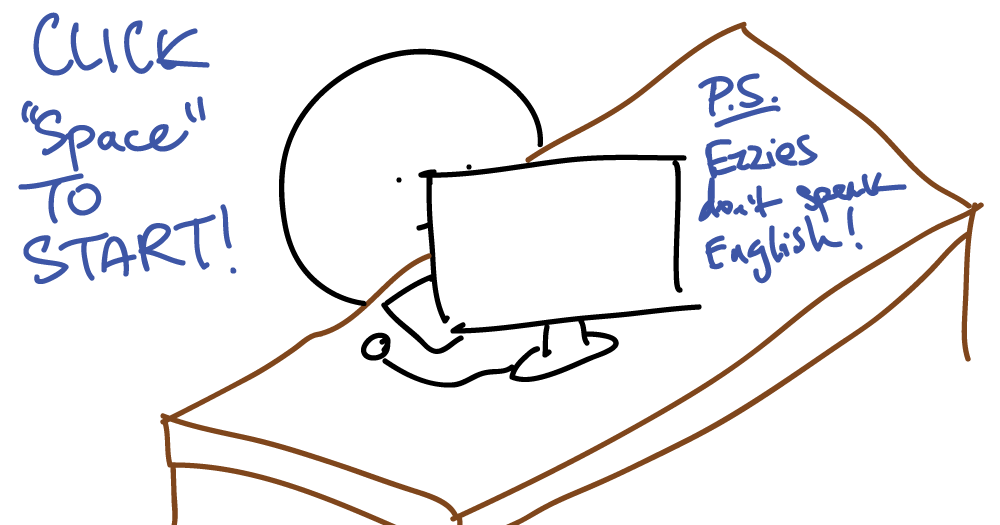 CLICK
"Space"
TO
START!
P.S.
Ezzies
don't speak
English!